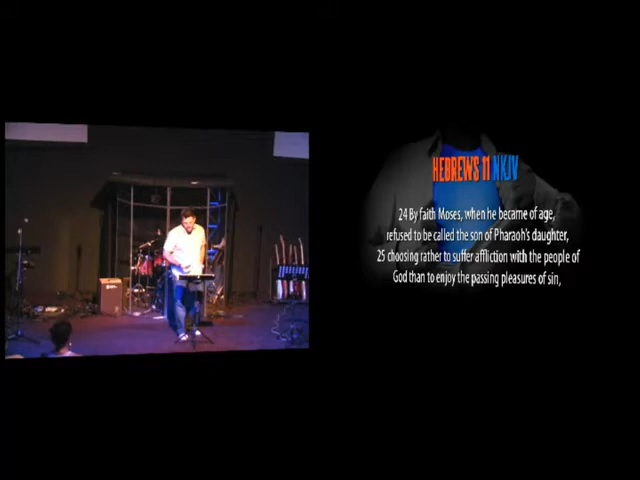 HEBREWS 11 NKJV
24 By faith Moses, when he became of age,
refused to be called the son of Pharaoh's daughter,
25 choosing rather to suffer affliction with the people of
God than to enjoy the passing pleasures of sin,